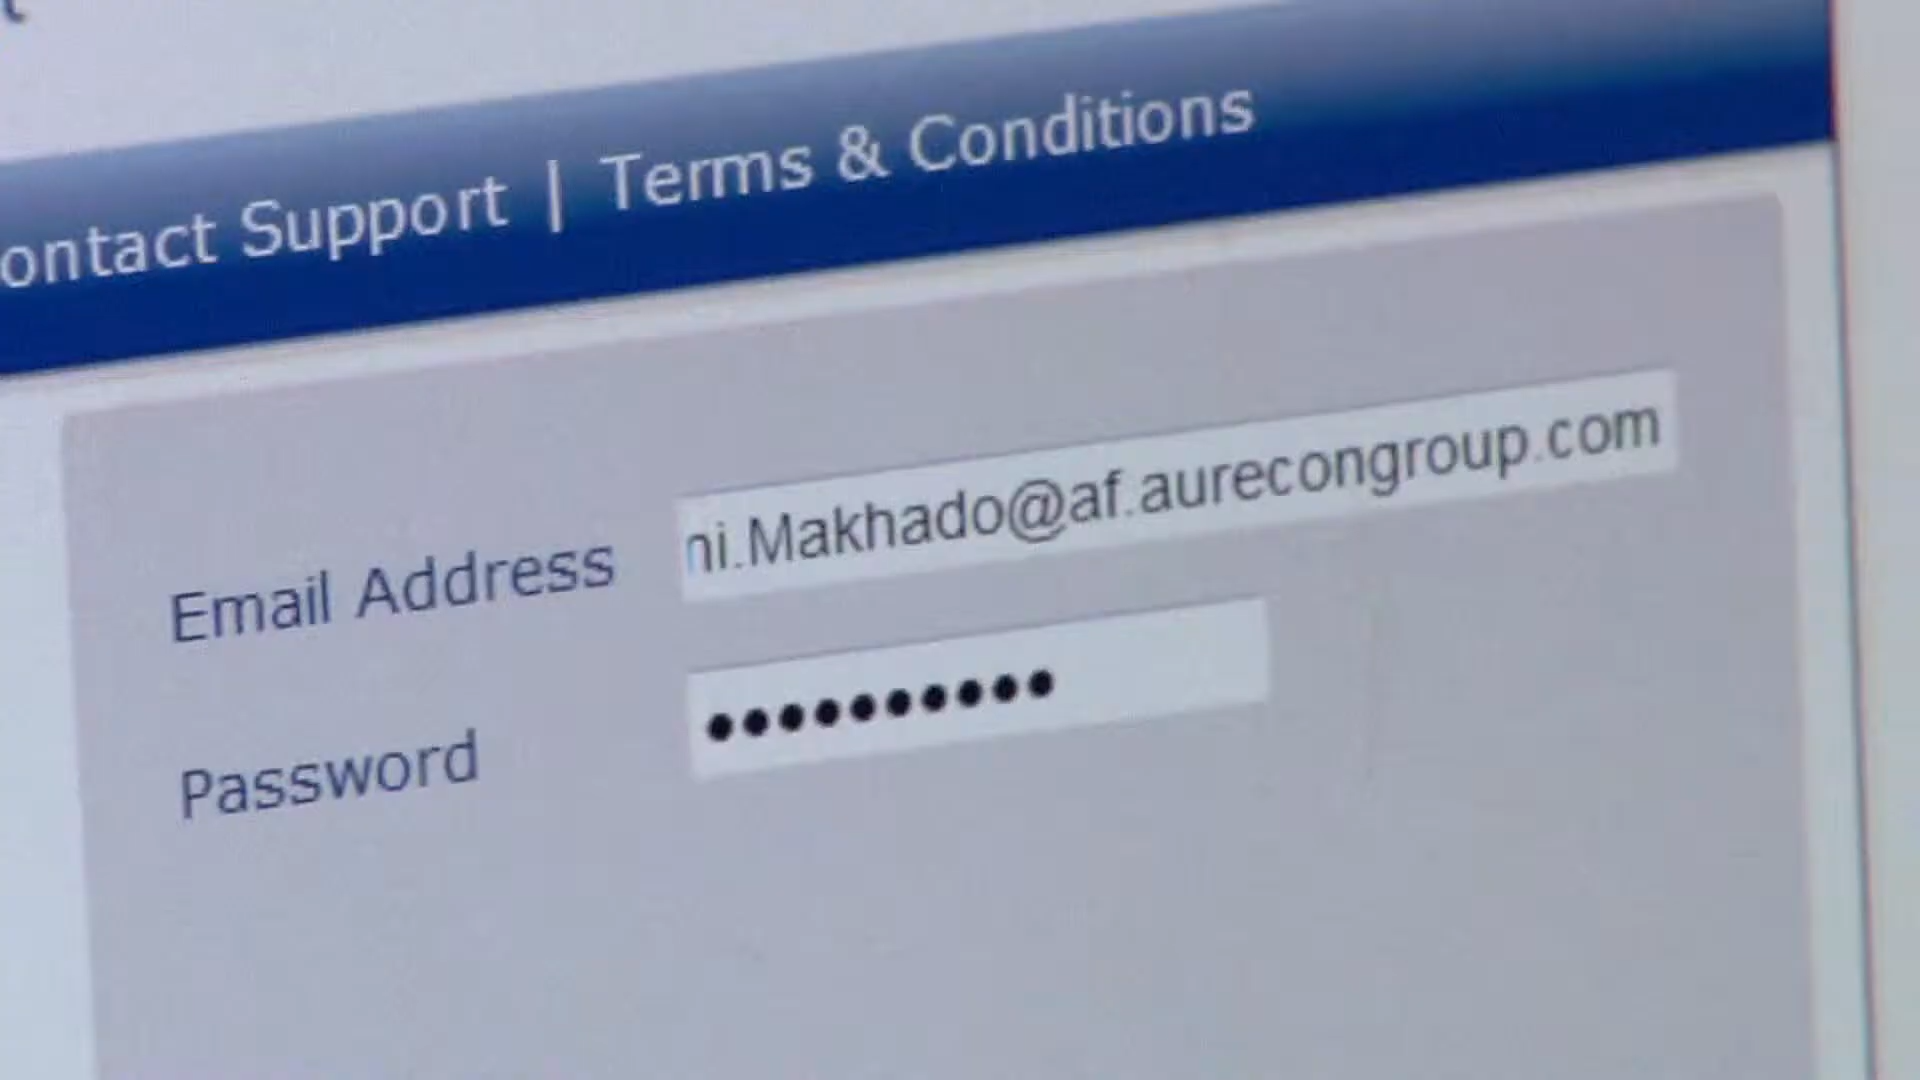 ontact Support | Terms & Conditions
Email Address ni.Makhado@af.aurecongroup.com
Password ••••••••••